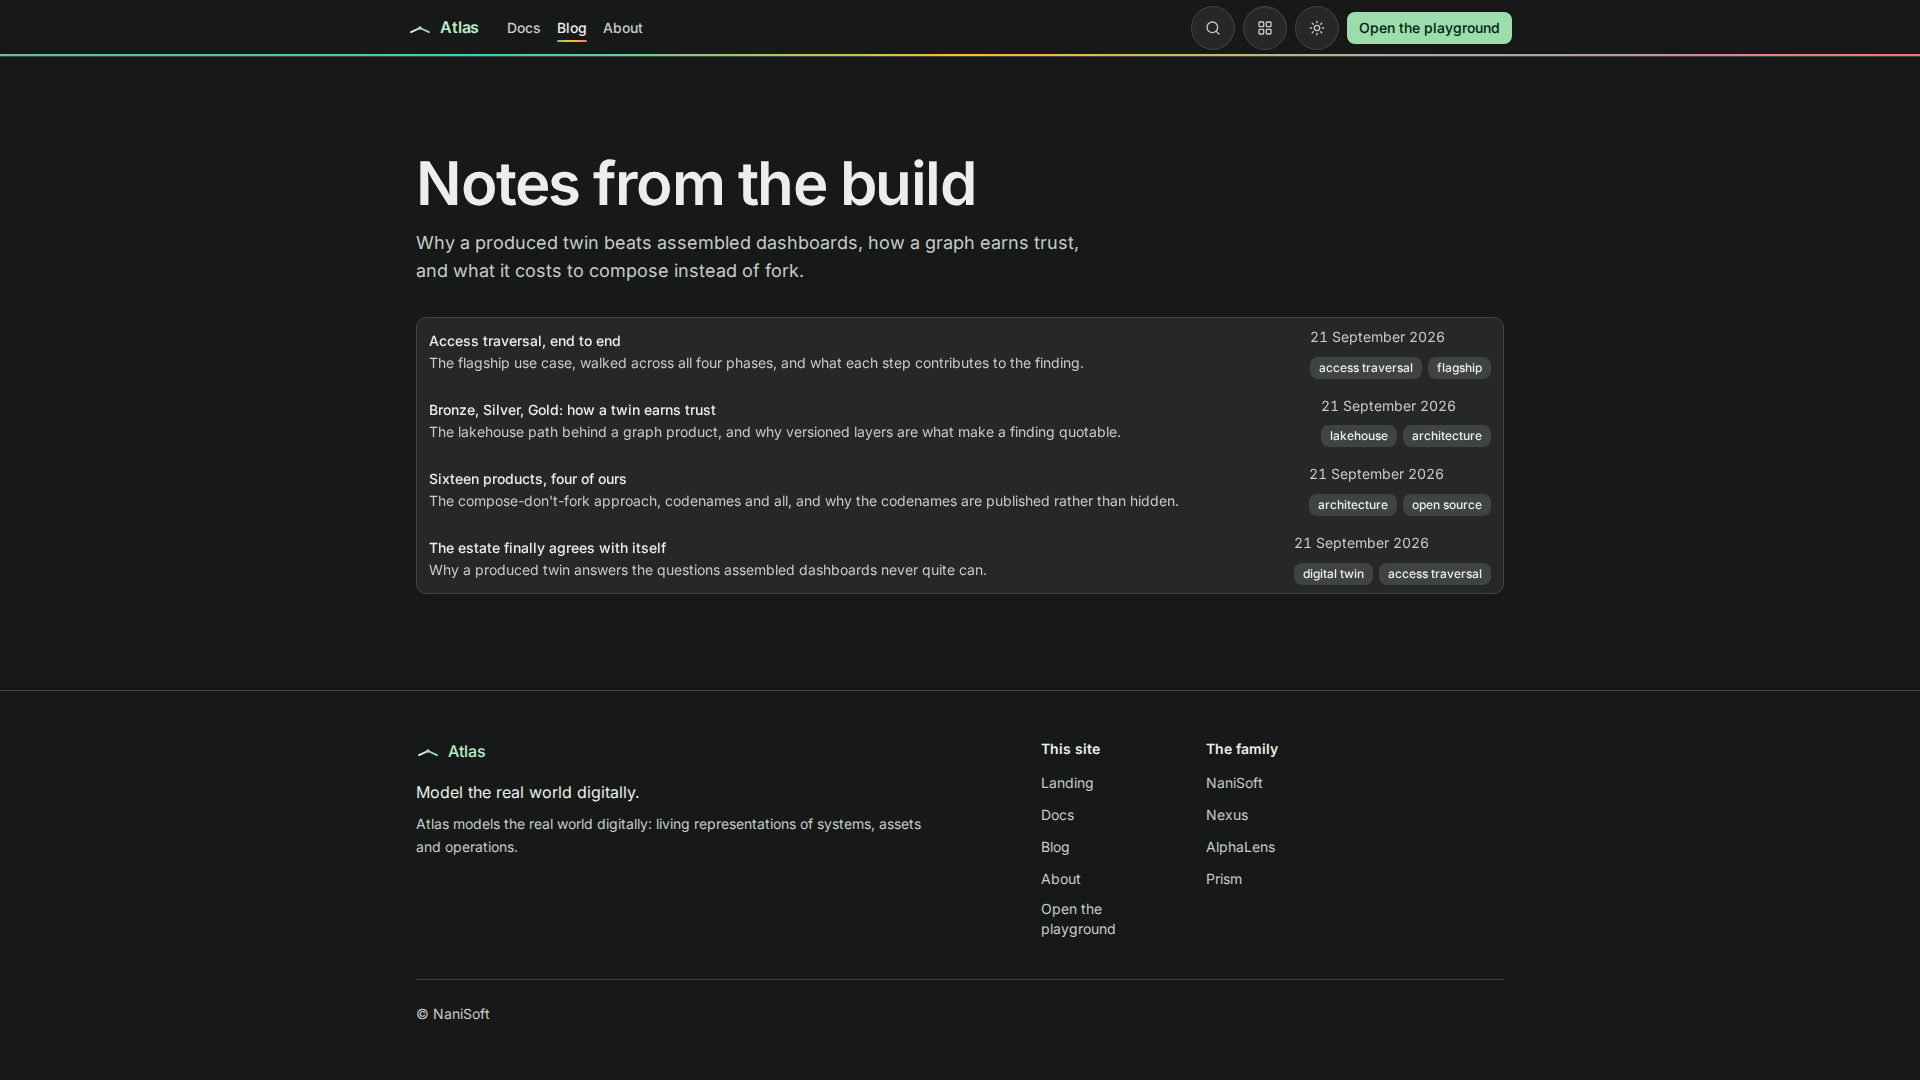 Atlas
Docs
Blog
About
Open the playground
Notes from the build
Why a produced twin beats assembled dashboards, how a graph earns trust,
and what it costs to compose instead of fork.
Access traversal, end to end
The flagship use case, walked across all four phases, and what each step contributes to the finding.
21 September 2026
access traversal
flagship
Bronze, Silver, Gold: how a twin earns trust
The lakehouse path behind a graph product, and why versioned layers are what make a finding quotable.
21 September 2026
lakehouse
architecture
Sixteen products, four of ours
The compose-don't-fork approach, codenames and all, and why the codenames are published rather than hidden.
21 September 2026
architecture
open source
The estate finally agrees with itself
Why a produced twin answers the questions assembled dashboards never quite can.
21 September 2026
digital twin
access traversal
Atlas
Model the real world digitally.
Atlas models the real world digitally: living representations of systems, assets
and operations.
This site
Landing
Docs
Blog
About
Open the
playground
The family
NaniSoft
Nexus
AlphaLens
Prism
© NaniSoft